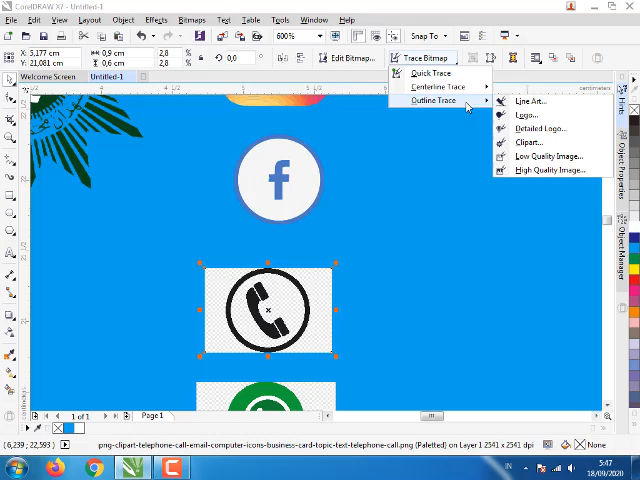 CorelDRAW X7 - Untitled-1
File Edit View Layout Object Effects Bitmaps Text Table Tools Window Help
600% Snap To
X: 5,177 cm 0,9 cm 2,8 % 0,0 Edit Bitmap... Trace Bitmap
Y: 21,081 cm 0,9 cm 2,8 %
Welcome Screen Untitled-1
Quick Trace
Centerline Trace
Outline Trace
Line Art...
Logo...
Detailed Logo...
Clipart...
Low Quality Image...
High Quality Image...
centimeters
Hints
Object Properties
Object Manager
f
centimeters
1 of 1 Page 1
(6,239; 22,593) png-clipart-telephone-call-email-computer-icons-business-card-topic-text-telephone-call.png (Paletted) on Layer 1 2541 x 2541 dpi None
IN 5:47
18/09/2020